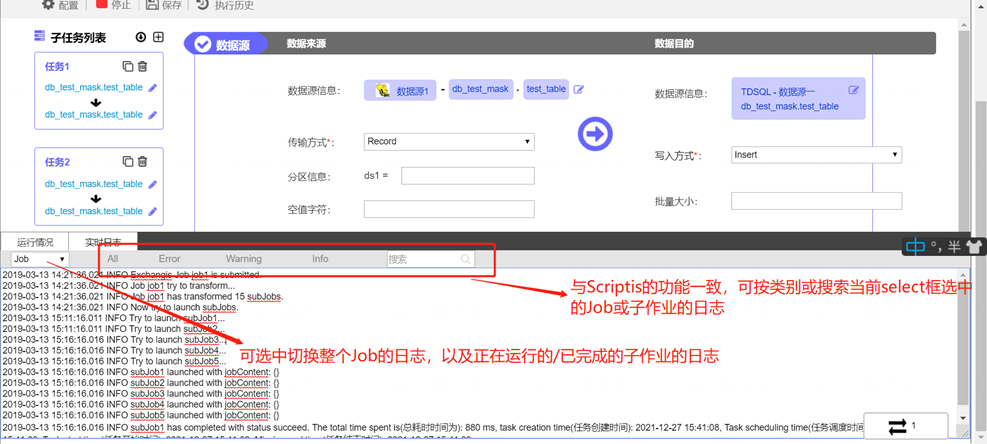 配置 停止 保存 执行历史
子任务列表
数据源 数据来源 数据目的
任务1
db_test_mask.test_table
db_test_mask.test_table
任务2
db_test_mask.test_table
db_test_mask.test_table
数据源信息: 数据源1 - db_test_mask . test_table
数据源信息: TDSQL - 数据源一
db_test_mask.test_table
传输方式*: Record
写入方式*: Insert
分区信息: ds1 =
批量大小:
空值字符:
运行情况 实时日志
中 °, 半
Job All Error Warning Info 搜索
2019-03-13 14:21:36.021 INFO Exchangis Job job1 is submitted.
2019-03-13 14:21:36.021 INFO Job job1 try to transform...
2019-03-13 14:21:36.021 INFO Job job1 has transformed 15 subJobs.
2019-03-13 14:21:36.021 INFO Now try to launch subJobs.
2019-03-13 15:11:16.011 INFO Try to launch subJob1...
2019-03-13 15:11:16.011 INFO Try to launch subJob2...
2019-03-13 15:16:16.016 INFO Try to launch subJob3...
2019-03-13 15:16:16.016 INFO Try to launch subJob4...
2019-03-13 15:16:16.016 INFO Try to launch subJob5...
2019-03-13 15:16:16.016 INFO subJob1 launched with jobContent: {}
2019-03-13 15:16:16.016 INFO subJob2 launched with jobContent: {}
2019-03-13 15:16:16.016 INFO subJob3 launched with jobContent: {}
2019-03-13 15:16:16.016 INFO subJob4 launched with jobContent: {}
2019-03-13 15:16:16.016 INFO subJob5 launched with jobContent: {}
2019-03-13 15:16:16.016 INFO subJob1 has completed with status succeed. The total time spent is(总耗时时间为): 880 ms, task creation time(任务创建时间): 2021-12-27 15:41:08, Task scheduling time(任务调度时间
与Scriptis的功能一致，可按类别或搜索当前select框选中
的Job或子作业的日志
可选中切换整个Job的日志，以及正在运行的/已完成的子作业的日志
1